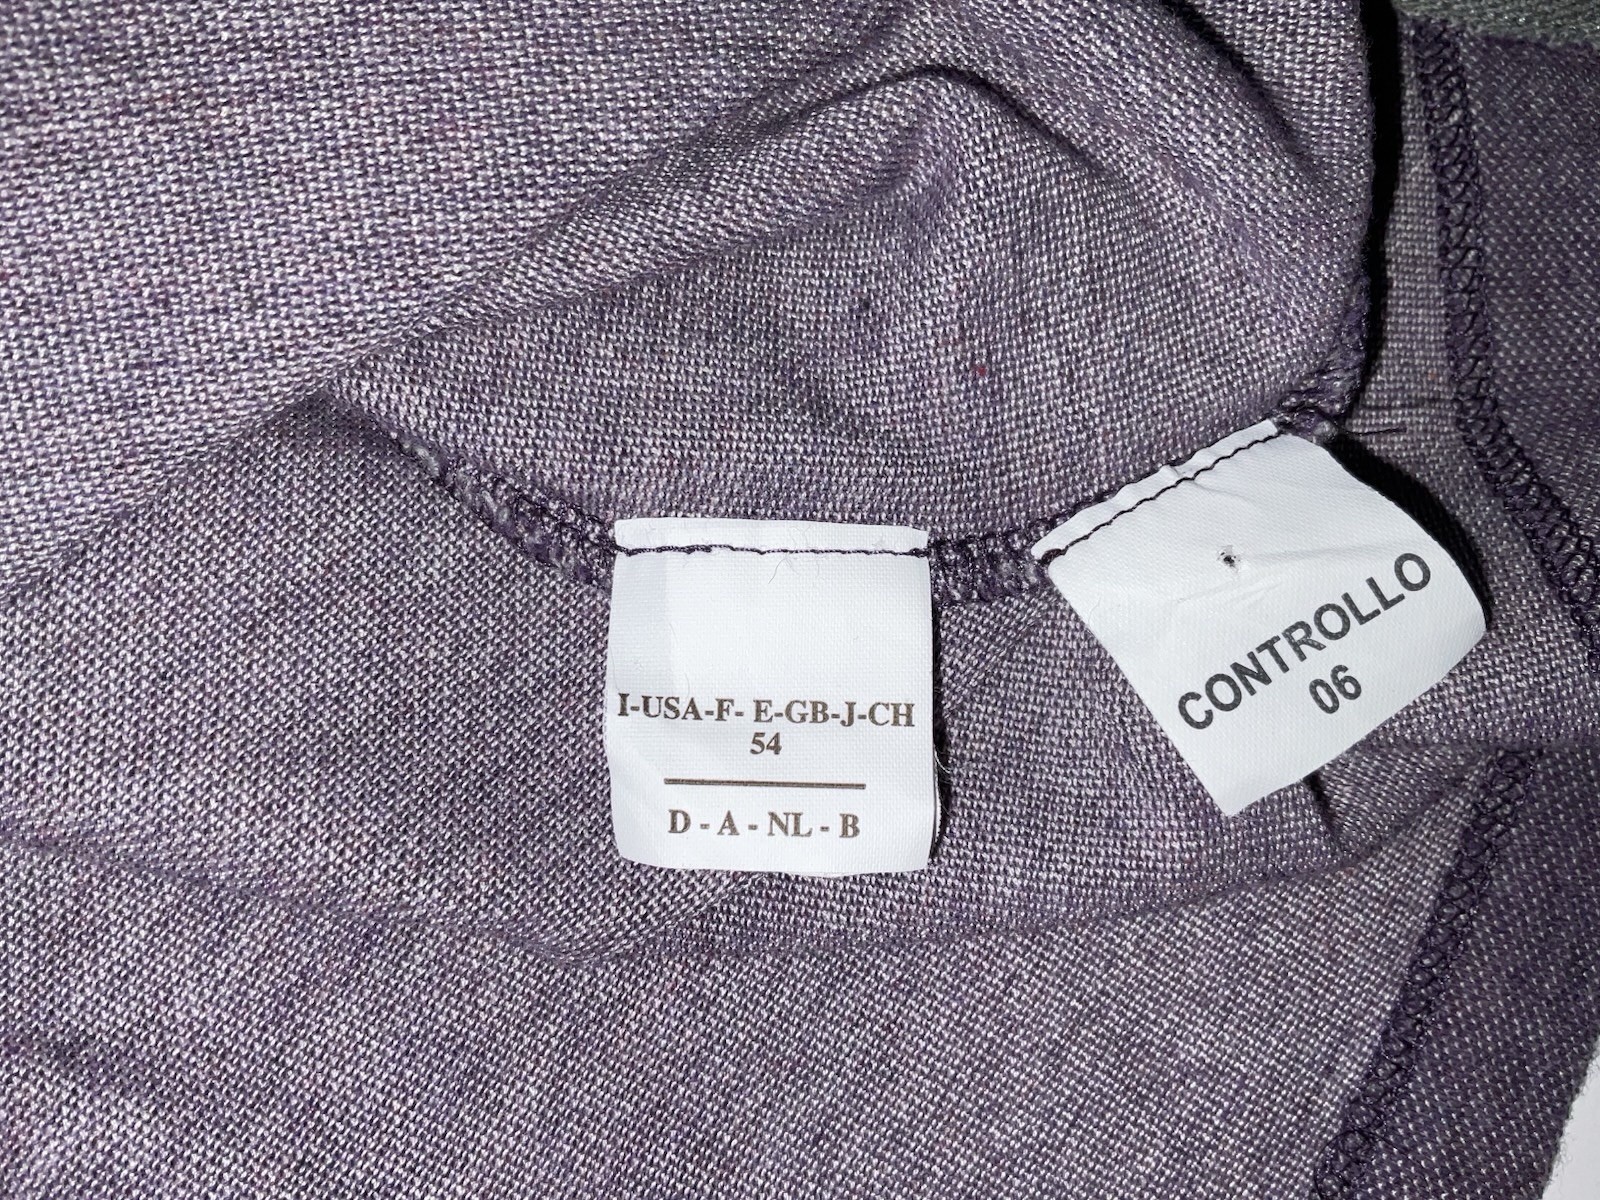 I-USA-F- E-GB-J-CH
54
D - A - NL - B
CONTROLLO
06